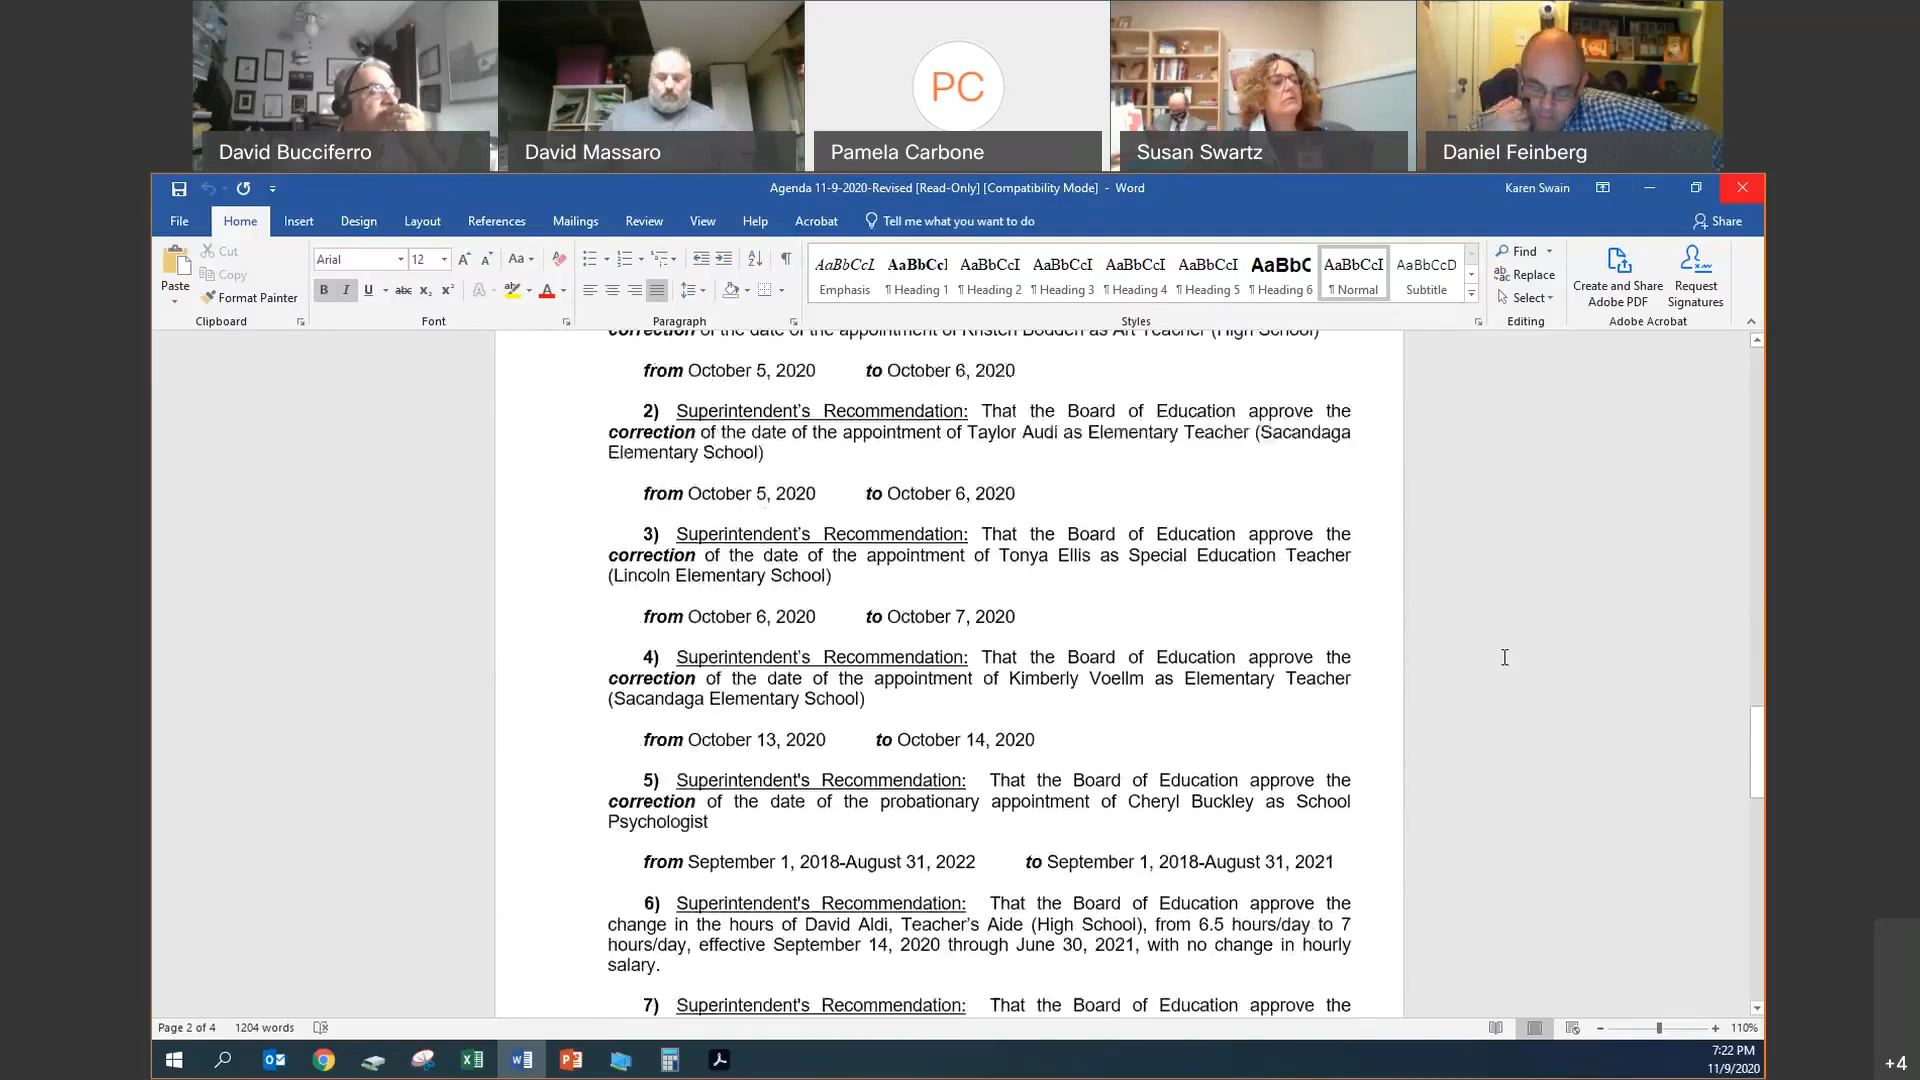 PC
David Bucciferro
David Massaro
Pamela Carbone
Susan Swartz
Daniel Feinberg
Agenda 11-9-2020-Revised [Read-Only] [Compatibility Mode] - Word
Karen Swain
File Home Insert Design Layout References Mailings Review View Help Acrobat Tell me what you want to do Share
Paste
Cut
Copy
Format Painter
Clipboard
Arial 12
Font
Paragraph
AaBbCcI AaBbCcI AaBbCcI AaBbCcI AaBbCcI AaBbCcI AaBbC AaBbCcI AaBbCcD
Emphasis ¶ Heading 1 ¶ Heading 2 ¶ Heading 3 ¶ Heading 4 ¶ Heading 5 ¶ Heading 6 ¶ Normal Subtitle
Styles
Find
Replace
Select
Editing
Create and Share Adobe PDF
Request Signatures
Adobe Acrobat
correction of the date of the appointment of Kristen Bodden as Art Teacher (High School)
from October 5, 2020 to October 6, 2020
2) Superintendent’s Recommendation: That the Board of Education approve the
correction of the date of the appointment of Taylor Audi as Elementary Teacher (Sacandaga
Elementary School)
from October 5, 2020 to October 6, 2020
3) Superintendent’s Recommendation: That the Board of Education approve the
correction of the date of the appointment of Tonya Ellis as Special Education Teacher
(Lincoln Elementary School)
from October 6, 2020 to October 7, 2020
4) Superintendent’s Recommendation: That the Board of Education approve the
correction of the date of the appointment of Kimberly Voellm as Elementary Teacher
(Sacandaga Elementary School)
from October 13, 2020 to October 14, 2020
5) Superintendent's Recommendation: That the Board of Education approve the
correction of the date of the probationary appointment of Cheryl Buckley as School
Psychologist
from September 1, 2018-August 31, 2022 to September 1, 2018-August 31, 2021
6) Superintendent's Recommendation: That the Board of Education approve the
change in the hours of David Aldi, Teacher’s Aide (High School), from 6.5 hours/day to 7
hours/day, effective September 14, 2020 through June 30, 2021, with no change in hourly
salary.
7) Superintendent's Recommendation: That the Board of Education approve the
Page 2 of 4 1204 words 110%
7:22 PM
11/9/2020
+4